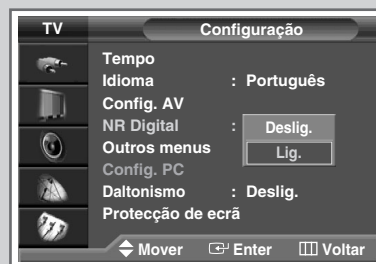 TV Configuração
Tempo
Idioma : Português
Config. AV
NR Digital : Deslig.
Lig.
Outros menus
Config. PC
Daltonismo : Deslig.
Protecção de ecrã
Mover Enter Voltar